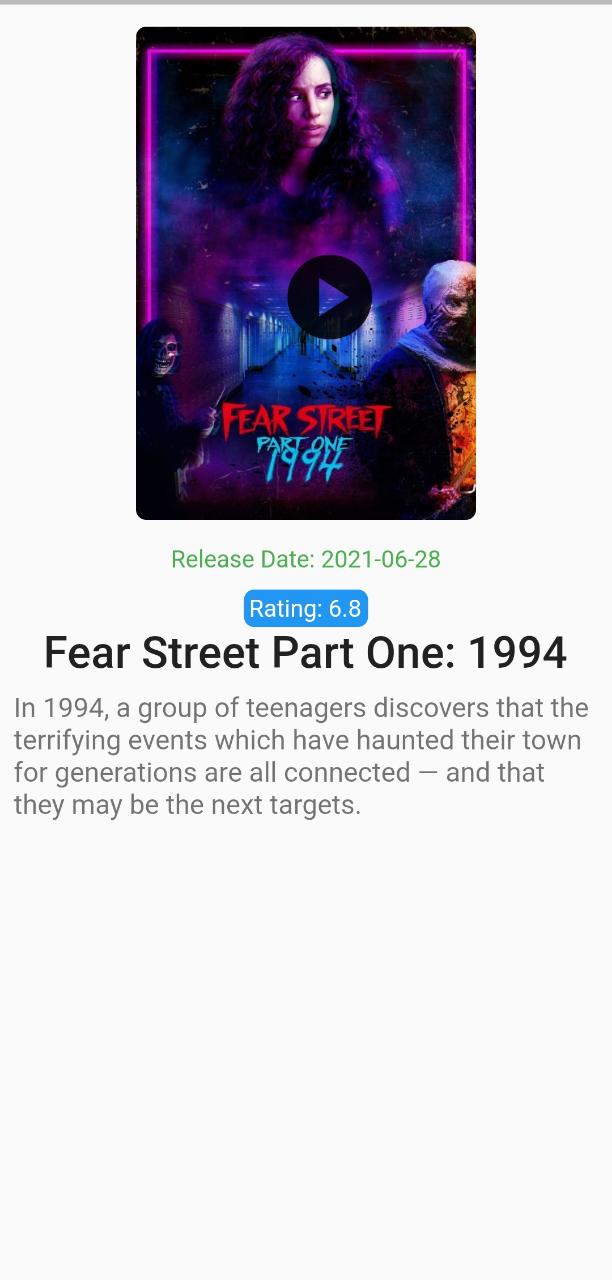 FEAR STREET
PART ONE
1994
Release Date: 2021-06-28
Rating: 6.8
Fear Street Part One: 1994
In 1994, a group of teenagers discovers that the
terrifying events which have haunted their town
for generations are all connected — and that
they may be the next targets.